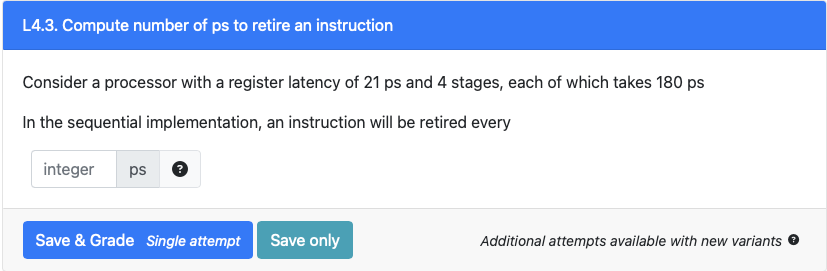 L4.3. Compute number of ps to retire an instruction
Consider a processor with a register latency of 21 ps and 4 stages, each of which takes 180 ps
In the sequential implementation, an instruction will be retired every
integer ps ?
Save & Grade Single attempt Save only Additional attempts available with new variants ?